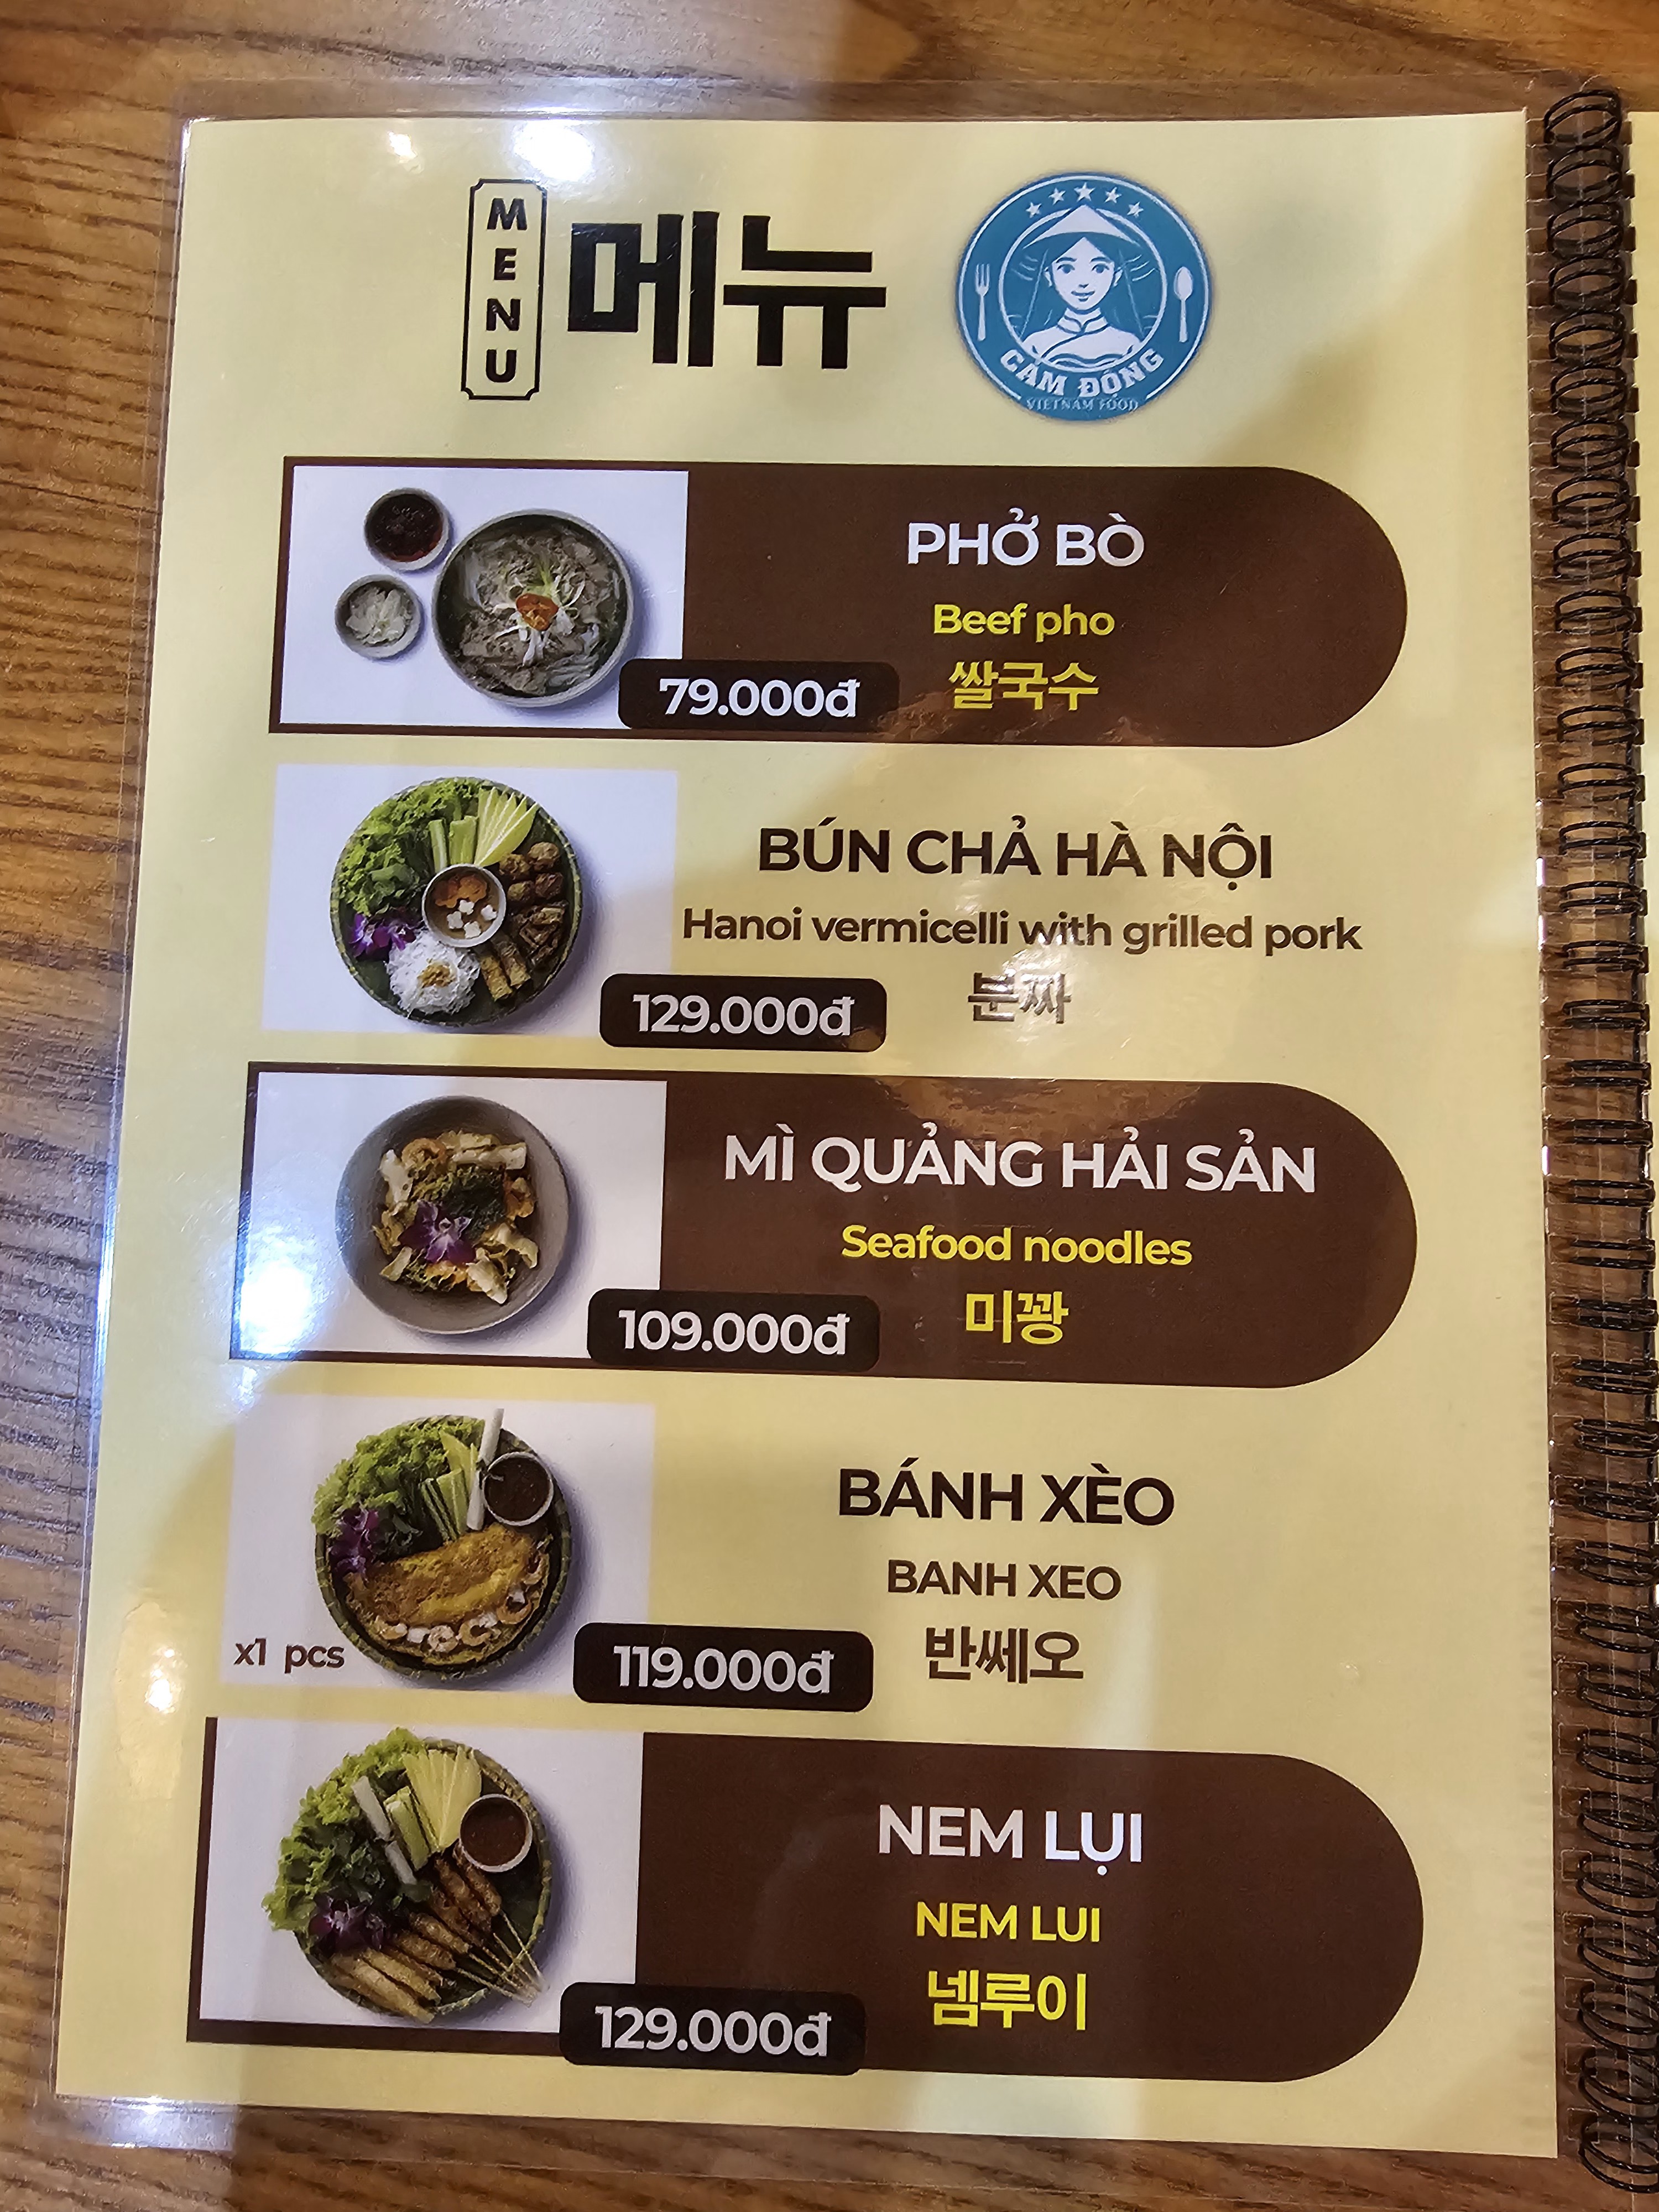 MENU
메뉴
CẢM ĐỘNG
VIETNAM FOOD
PHỞ BÒ
Beef pho
쌀국수
79.000đ
BÚN CHẢ HÀ NỘI
Hanoi vermicelli with grilled pork
분짜
129.000đ
MÌ QUẢNG HẢI SẢN
Seafood noodles
미꽝
109.000đ
BÁNH XÈO
BANH XEO
반쎄오
x1 pcs
119.000đ
NEM LỤI
NEM LUI
넴루이
129.000đ